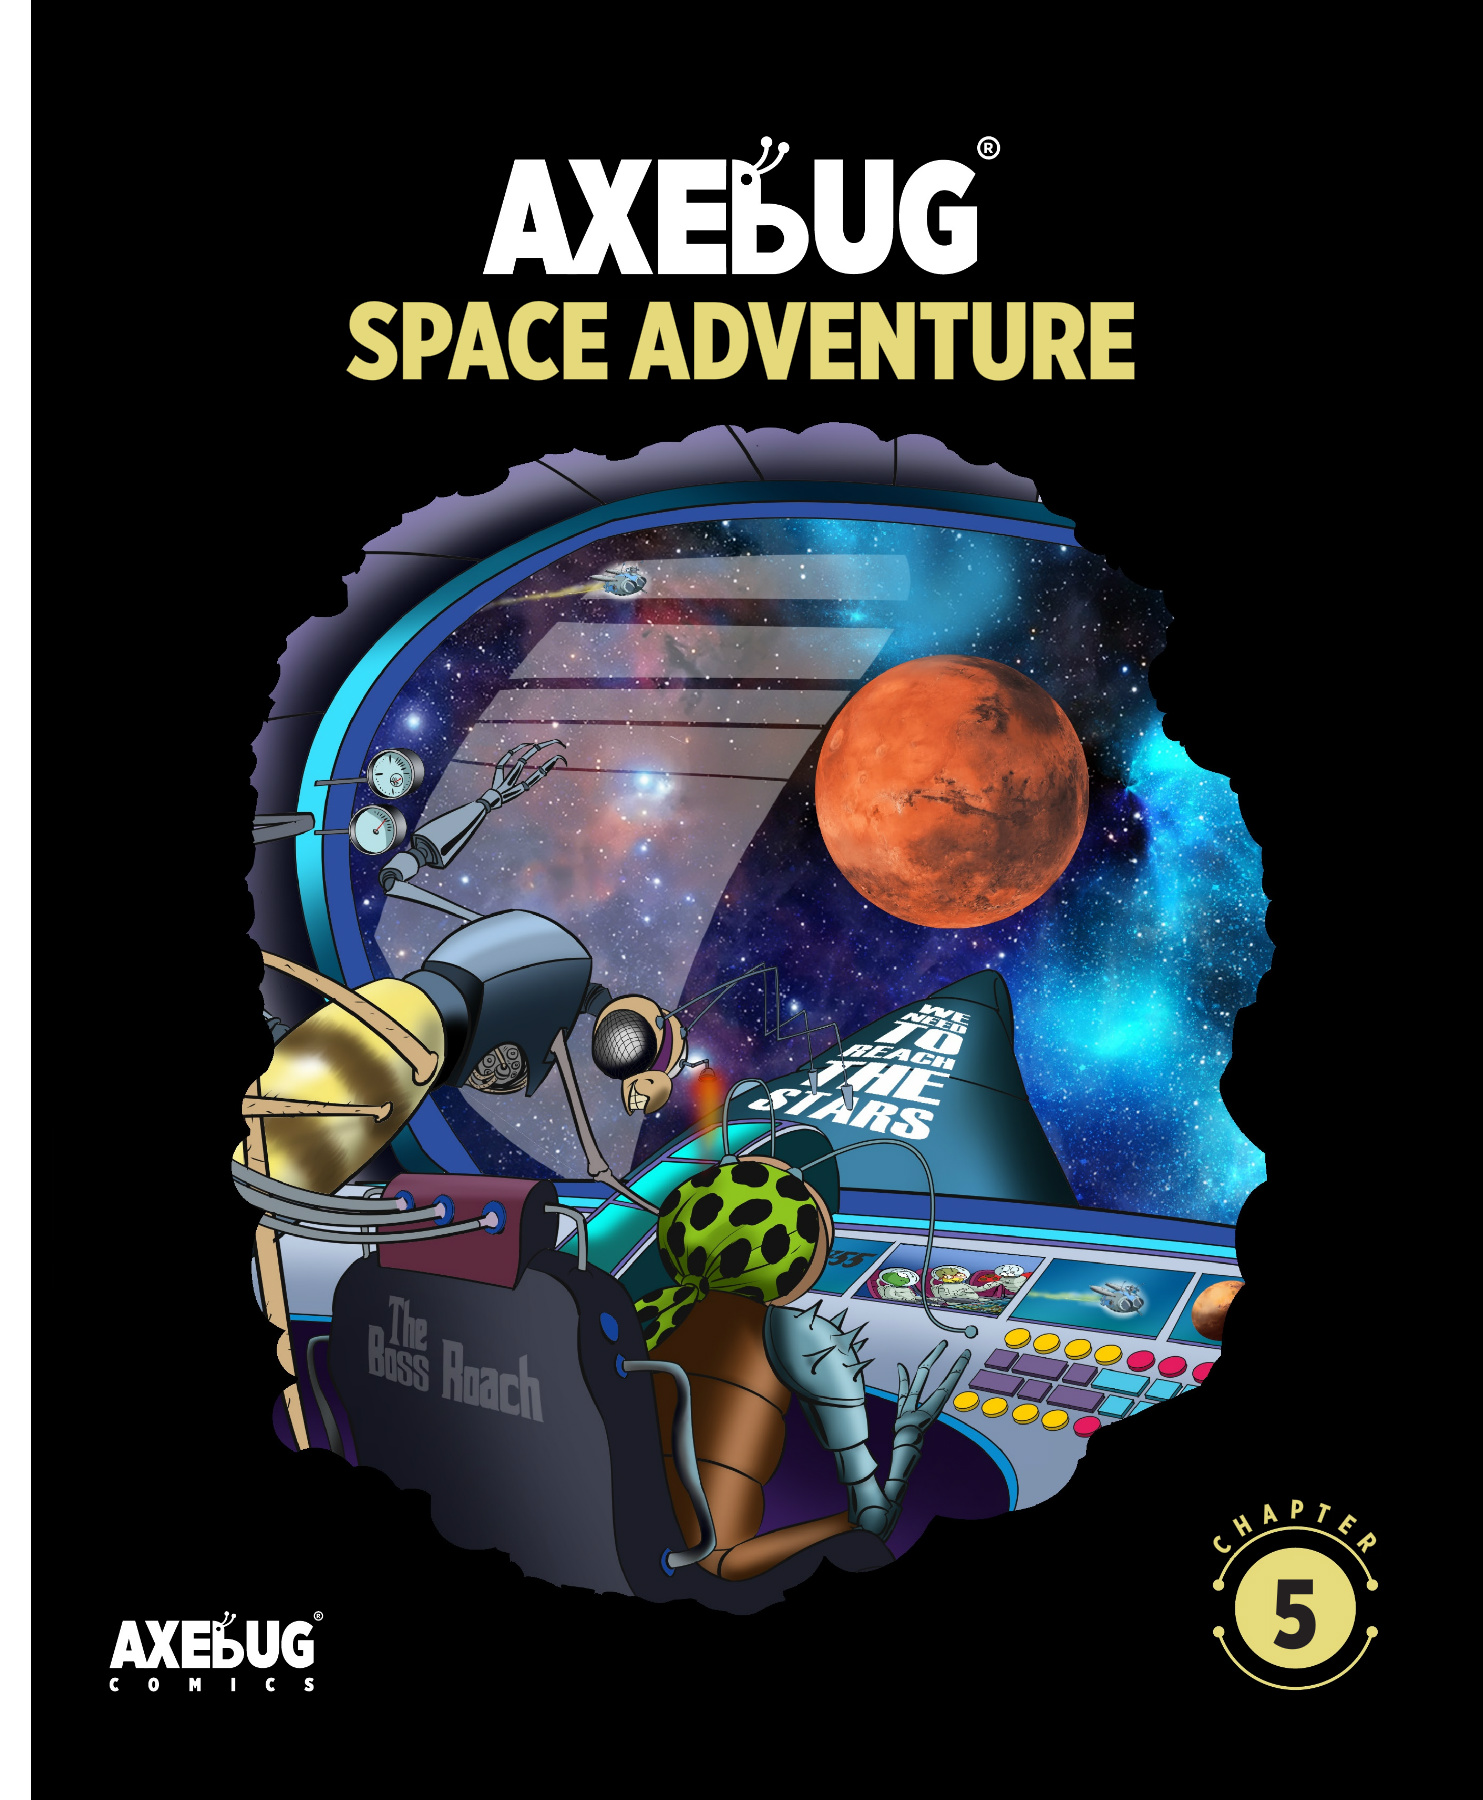 AXEbUG®
SPACE ADVENTURE
WE
NEED
TO
REACH
THE
STARS
The
Boss Roach
CHAPTER
5
AXEbUG®
COMICS